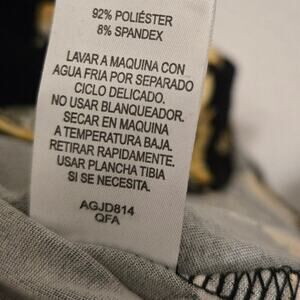 92% POLIÉSTER
8% SPANDEX
LAVAR A MAQUINA CON
AGUA FRIA POR SEPARADO
CICLO DELICADO.
NO USAR BLANQUEADOR.
SECAR EN MAQUINA
A TEMPERATURA BAJA.
RETIRAR RAPIDAMENTE.
USAR PLANCHA TIBIA
SI SE NECESITA.
AGJD814
QFA